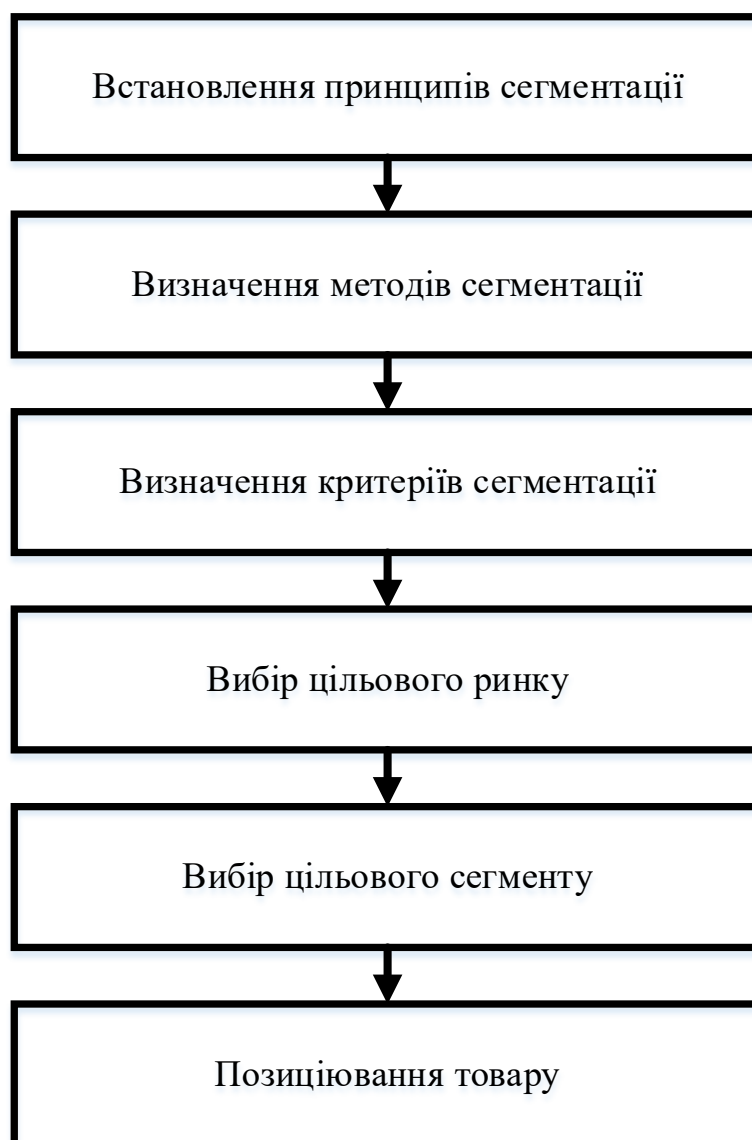 Встановлення принципів сегментації
Визначення методів сегментації
Визначення критеріїв сегментації
Вибір цільового ринку
Вибір цільового сегменту
Позиціювання товару